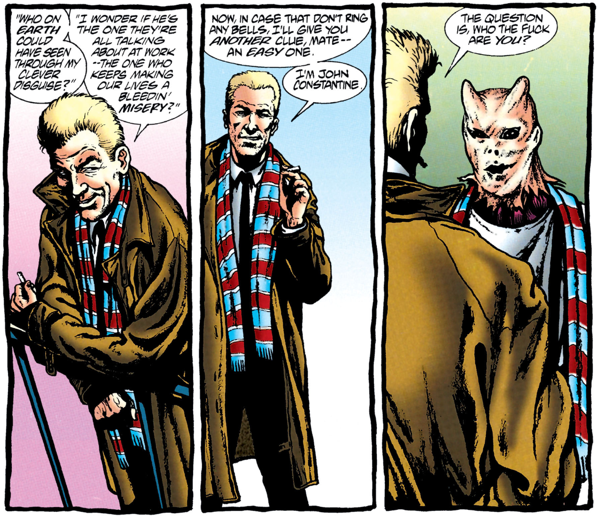 "WHO ON
EARTH
COULD
HAVE SEEN
THROUGH MY
CLEVER
DISGUISE?"
"I WONDER IF HE'S
THE ONE THEY'RE
ALL TALKING
ABOUT AT WORK
--THE ONE WHO
KEEPS MAKING
OUR LIVES A
BLEEDIN'
MISERY?"
NOW, IN CASE THAT DON'T RING
ANY BELLS, I'LL GIVE YOU
ANOTHER CLUE, MATE--
AN EASY ONE.
I'M JOHN
CONSTANTINE.
THE QUESTION
IS, WHO THE FUCK
ARE YOU?